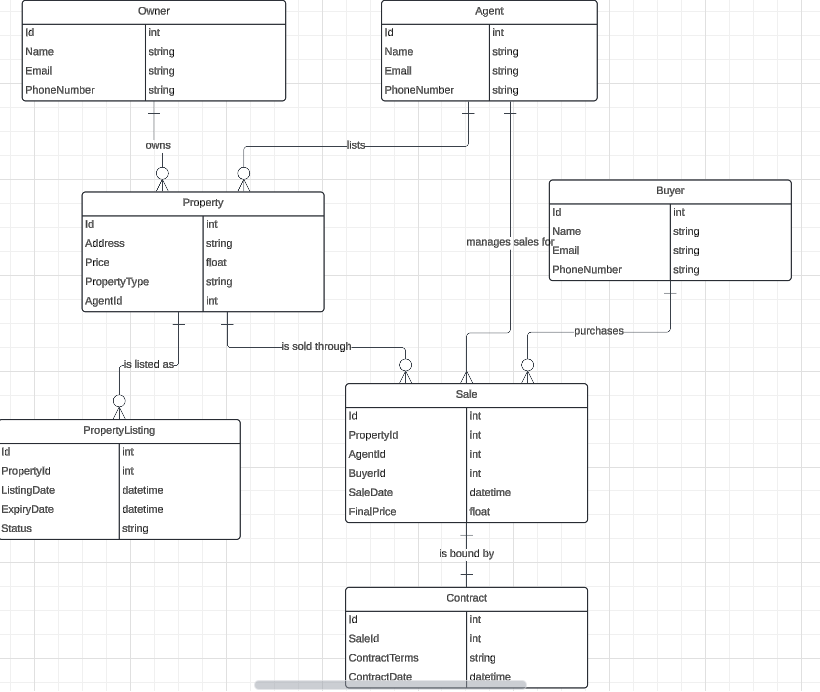 Owner
Id int
Name string
Email string
PhoneNumber string
Agent
Id int
Name string
Email string
PhoneNumber string
owns
lists
Buyer
Id int
Name string
Email string
PhoneNumber string
Property
Id int
Address string
Price float
PropertyType string
AgentId int
manages sales for
purchases
is sold through
is listed as
Sale
Id int
PropertyId int
AgentId int
BuyerId int
SaleDate datetime
FinalPrice float
PropertyListing
Id int
PropertyId int
ListingDate datetime
ExpiryDate datetime
Status string
is bound by
Contract
Id int
SaleId int
ContractTerms string
ContractDate datetime